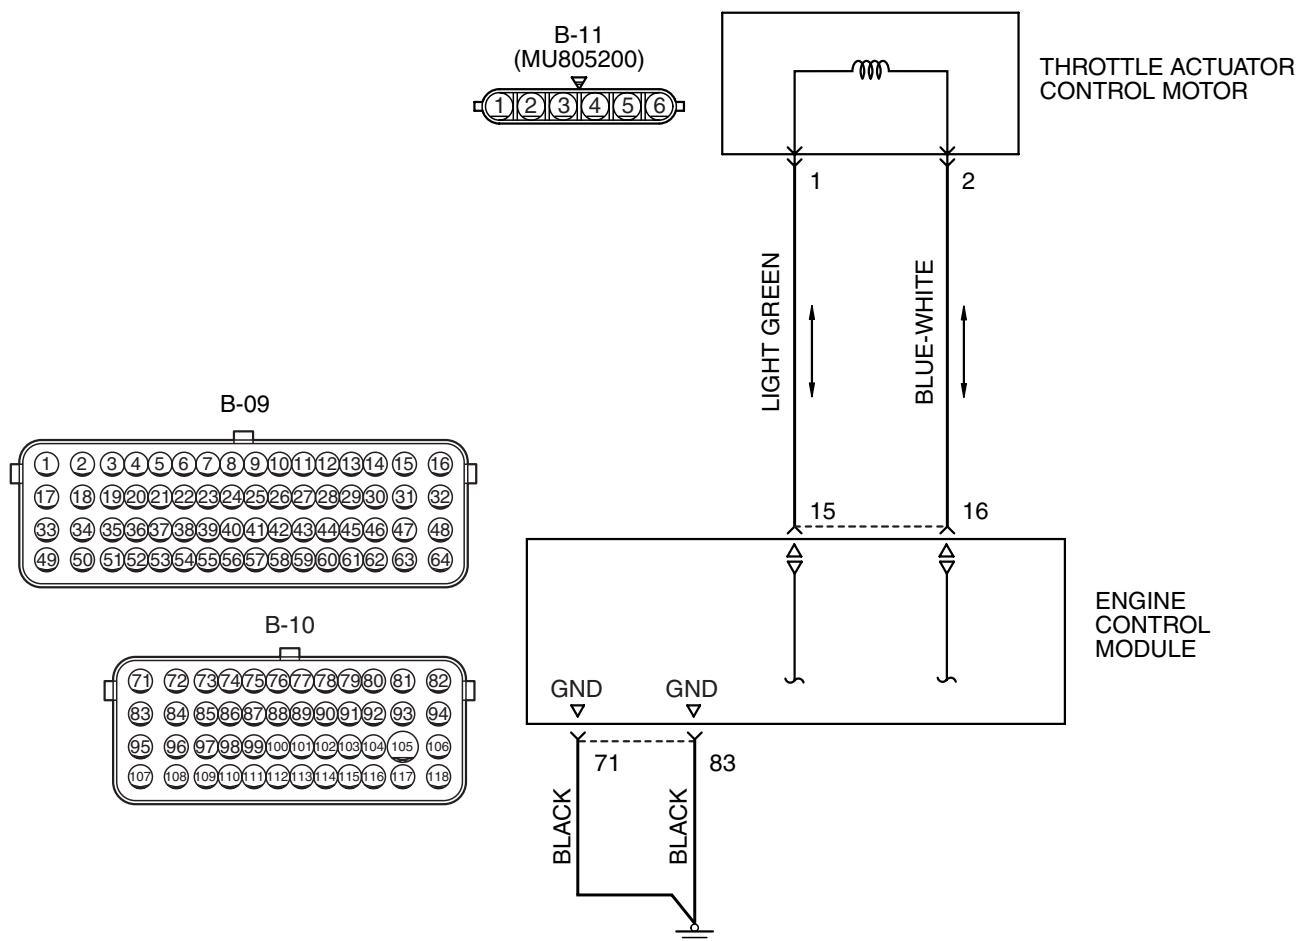 B-11
(MU805200)
1 2 3 4 5 6
THROTTLE ACTUATOR
CONTROL MOTOR
1
2
LIGHT GREEN
BLUE-WHITE
B-09
1 2 3 4 5 6 7 8 9 10 11 12 13 14 15 16
17 18 19 20 21 22 23 24 25 26 27 28 29 30 31 32
33 34 35 36 37 38 39 40 41 42 43 44 45 46 47 48
49 50 51 52 53 54 55 56 57 58 59 60 61 62 63 64
15
16
ENGINE
CONTROL
MODULE
B-10
71 72 73 74 75 76 77 78 79 80 81 82
83 84 85 86 87 88 89 90 91 92 93 94
95 96 97 98 99 100 101 102 103 104 105 106
107 108 109 110 111 112 113 114 115 116 117 118
GND
GND
71
83
BLACK
BLACK